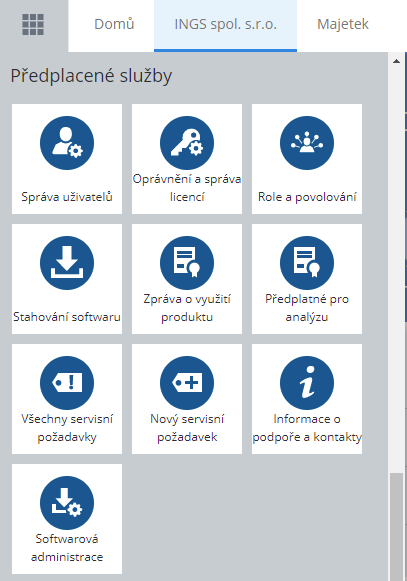 Domů INGS spol. s.r.o. Majetek
Předplacené služby
Správa uživatelů
Oprávnění a správa
licencí
Role a povolování
Stahování softwaru
Zpráva o využití
produktu
Předplatné pro
analýzu
Všechny servisní
požadavky
Nový servisní
požadavek
Informace o
podpoře a kontakty
Softwarová
administrace